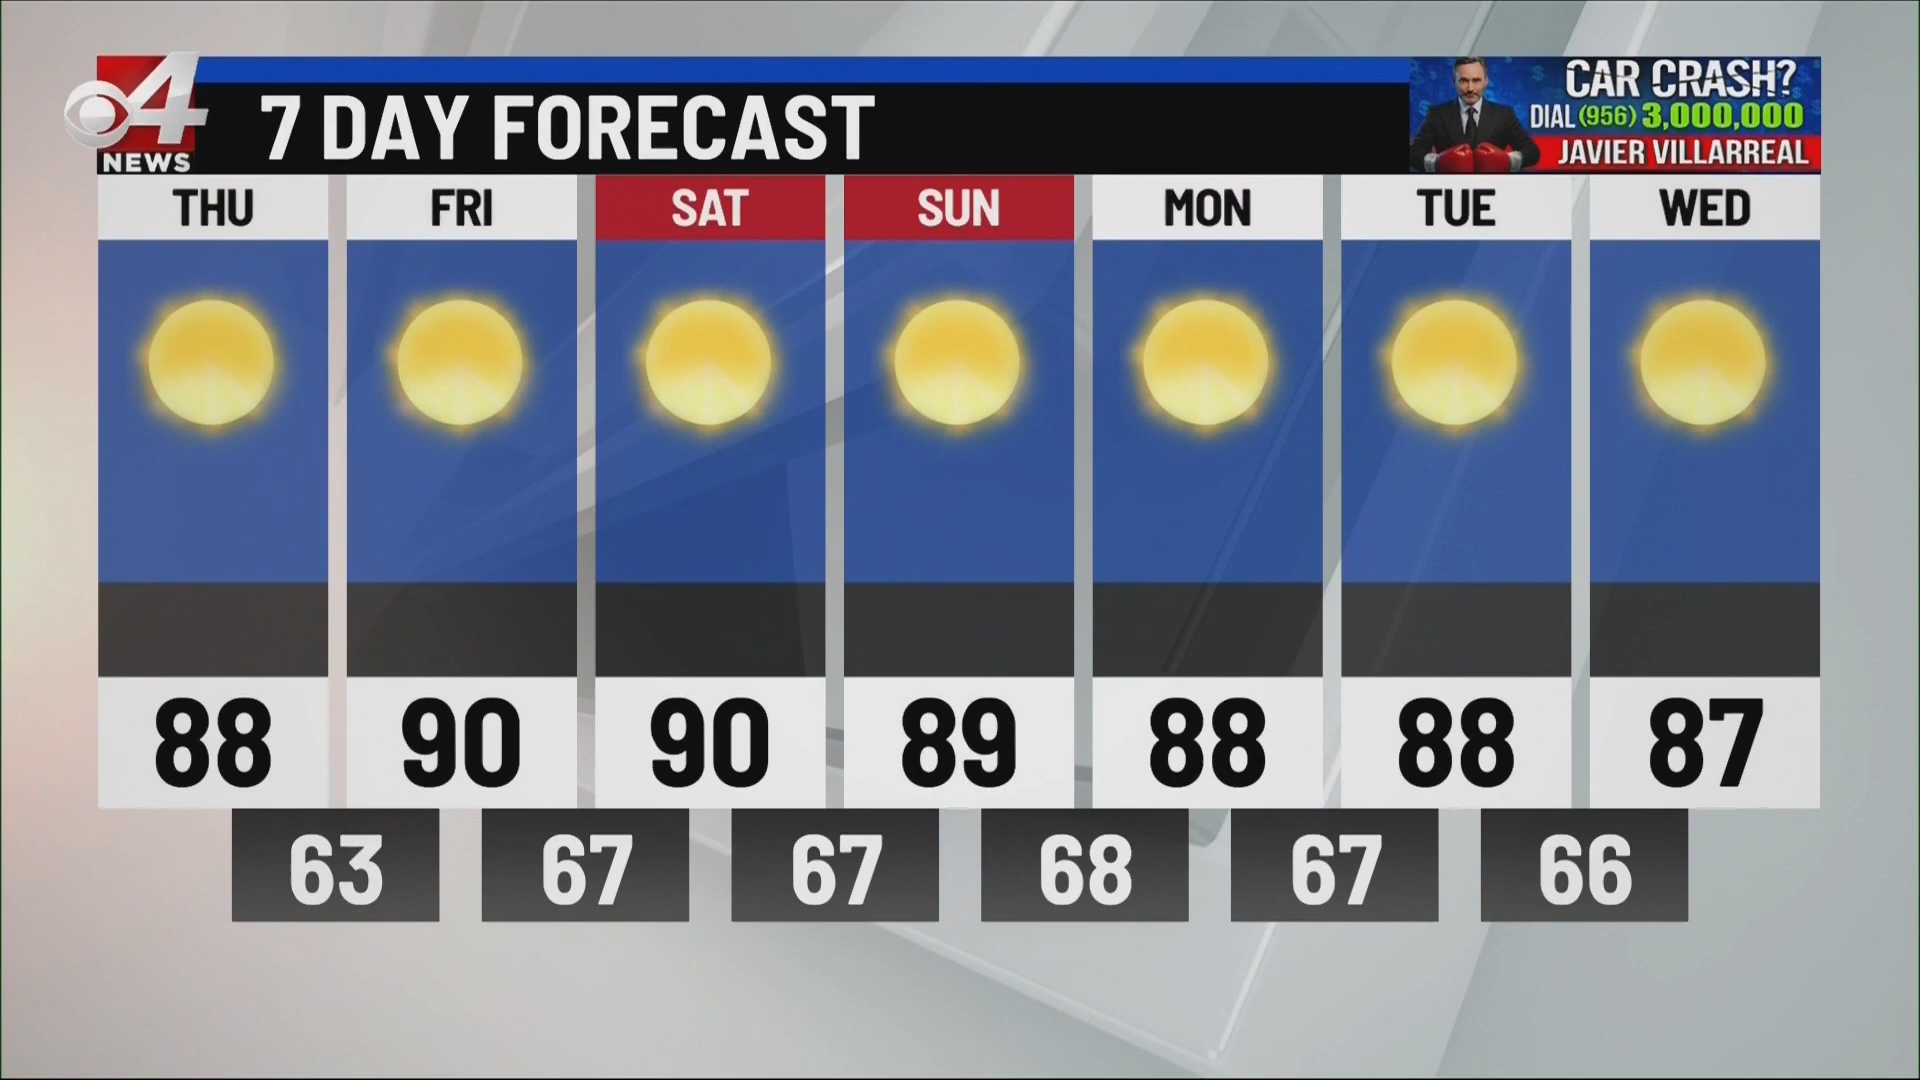 4
NEWS
7 DAY FORECAST
CAR CRASH?
DIAL (956) 3,000,000
JAVIER VILLARREAL
THU FRI SAT SUN MON TUE WED
88 90 90 89 88 88 87
63 67 67 68 67 66